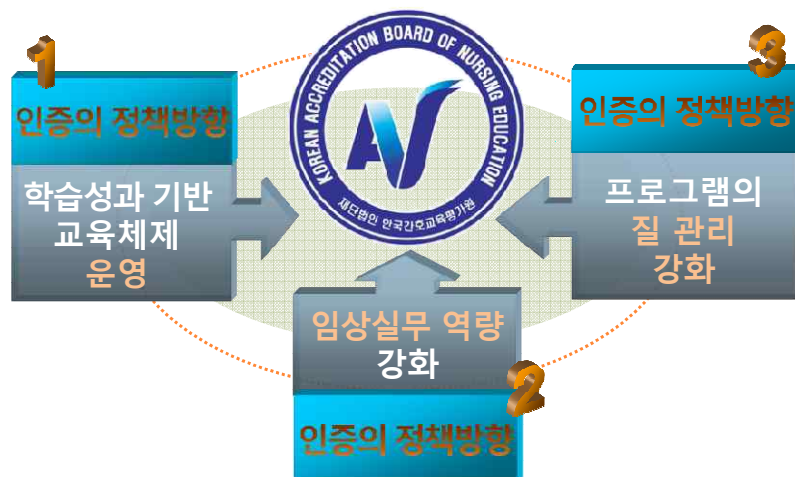 1
인증의 정책방향
학습성과 기반
교육체제
운영
KOREAN ACCREDITATION BOARD OF NURSING EDUCATION
재단법인 한국간호교육평가원
3
인증의 정책방향
프로그램의
질 관리
강화
임상실무 역량
강화
2
인증의 정책방향